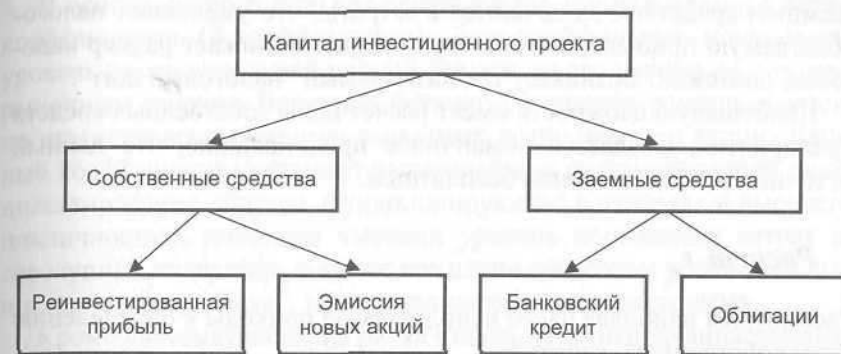 Капитал инвестиционного проекта
Собственные средства
Заемные средства
Реинвестированная
прибыль
Эмиссия
новых акций
Банковский
кредит
Облигации